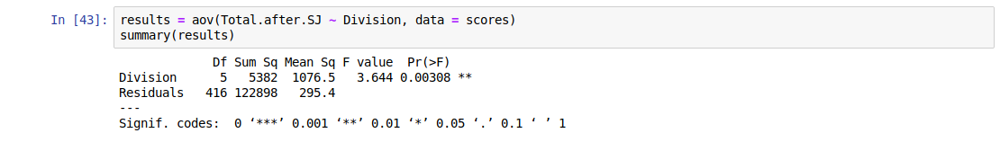 In [43]: results = aov(Total.after.SJ ~ Division, data = scores)
summary(results)
Df Sum Sq Mean Sq F value Pr(>F)
Division 5 5382 1076.5 3.644 0.00308 **
Residuals 416 122898 295.4
---
Signif. codes: 0 ‘***’ 0.001 ‘**’ 0.01 ‘*’ 0.05 ‘.’ 0.1 ‘ ’ 1